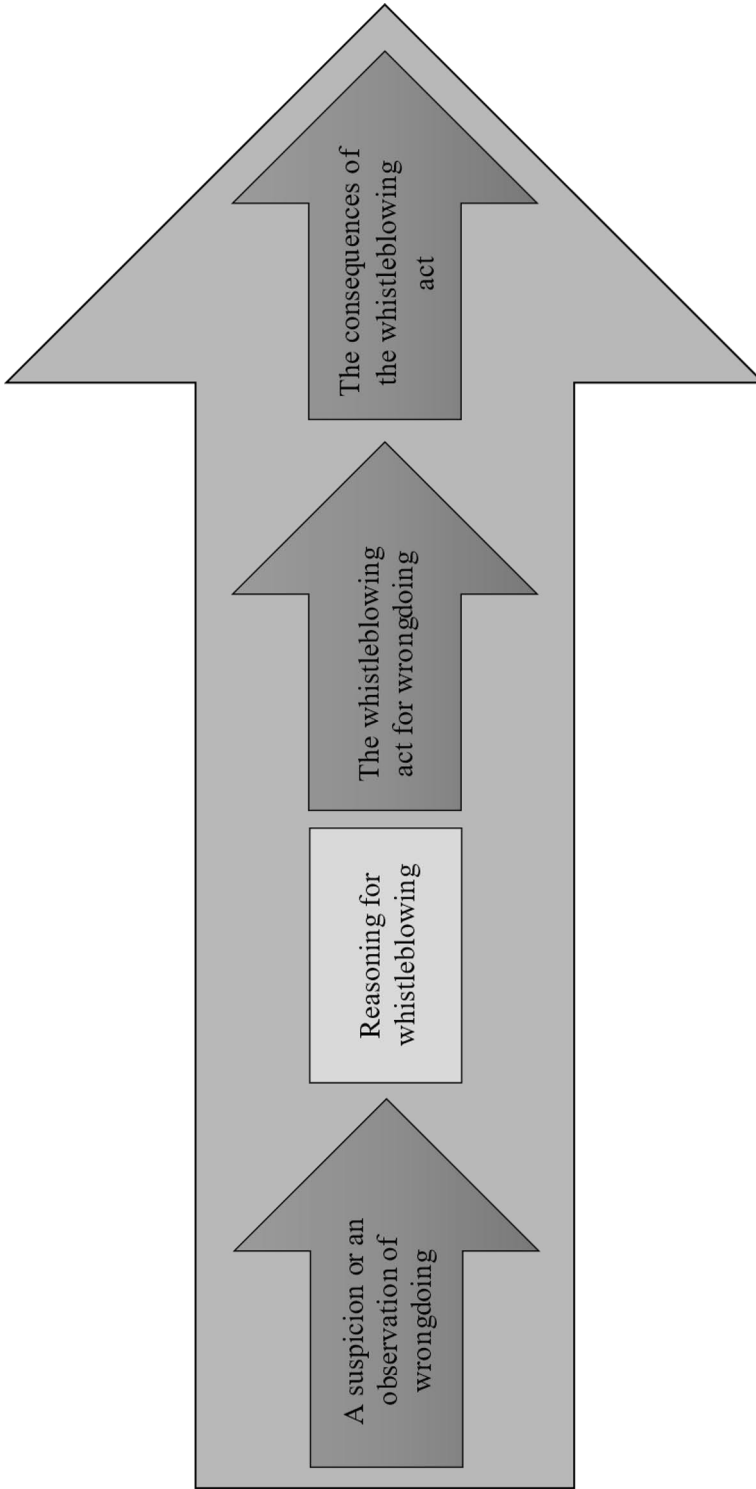 A suspicion or an
observation of
wrongdoing
Reasoning for
whistleblowing
The whistleblowing
act for wrongdoing
The consequences of
the whistleblowing
act